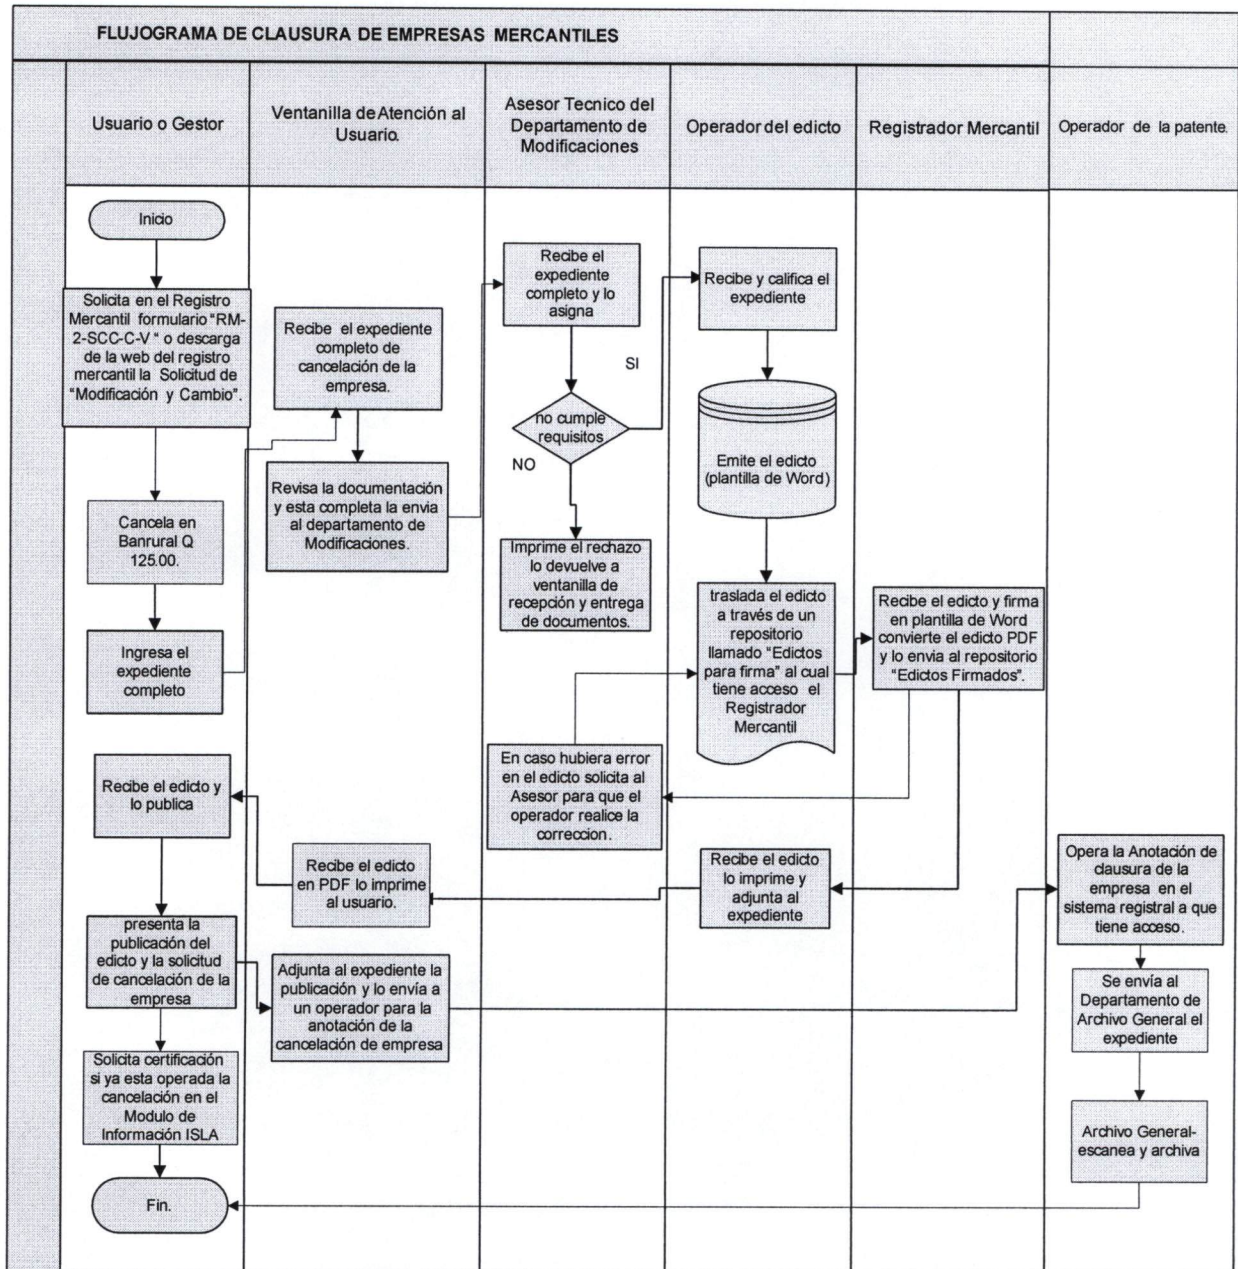 FLUJOGRAMA DE CLAUSURA DE EMPRESAS MERCANTILES
Usuario o Gestor
Ventanilla de Atención al
Usuario.
Asesor Tecnico del
Departamento de
Modificaciones
Operador del edicto
Registrador Mercantil
Operador de la patente.
Inicio
Solicita en el Registro
Mercantil formulario "RM-
2-SCC-C-V " o descarga
de la web del registro
mercantil la Solicitud de
"Modificación y Cambio".
Cancela en
Banrural Q
125.00.
Ingresa el
expediente
completo
Recibe el expediente
completo de
cancelación de la
empresa.
Revisa la documentación
y esta completa la envia
al departamento de
Modificaciones.
Recibe el
expediente
completo y lo
asigna
SI
no cumple
requisitos
NO
Imprime el rechazo
lo devuelve a
ventanilla de
recepción y entrega
de documentos.
Recibe y califica el
expediente
Emite el edicto
(plantilla de Word)
traslada el edicto
a través de un
repositorio
llamado "Edictos
para firma" al cual
tiene acceso el
Registrador
Mercantil
Recibe el edicto y firma
en plantilla de Word
convierte el edicto PDF
y lo envia al repositorio
"Edictos Firmados".
En caso hubiera error
en el edicto solicita al
Asesor para que el
operador realice la
correccion.
Recibe el edicto
lo imprime y
adjunta al
expediente
Recibe el edicto
en PDF lo imprime
al usuario.
Recibe el edicto y
lo publica
presenta la
publicación del
edicto y la solicitud
de cancelación de la
empresa
Adjunta al expediente la
publicación y lo envía a
un operador para la
anotación de la
cancelación de empresa
Opera la Anotación de
clausura de la
empresa en el
sistema registral a que
tiene acceso.
Se envía al
Departamento de
Archivo General el
expediente
Archivo General-
escanea y archiva
Solicita certificación
si ya esta operada la
cancelación en el
Modulo de
Información ISLA
Fin.